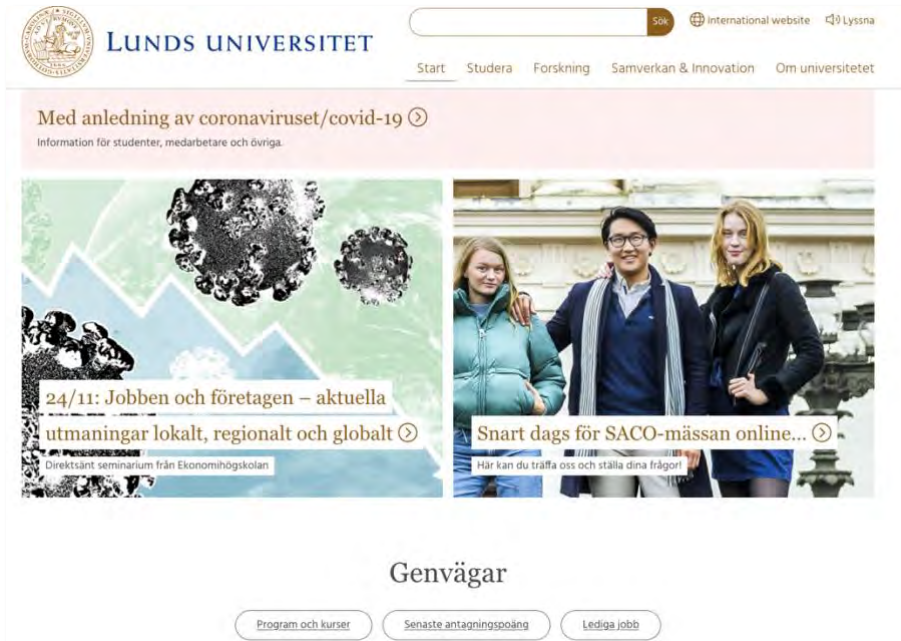 LUNDS UNIVERSITET
Sök
international website
Lyssna
Start
Studera
Forskning
Samverkan & Innovation
Om universitetet
Med anledning av coronaviruset/covid-19
Information för studenter, medarbetare och övriga.
24/11: Jobben och företagen – aktuella
utmaningar lokalt, regionalt och globalt
Direktsänt seminarium från Ekonomihögskolan
Snart dags för SACO-mässan online...
Här kan du träffa oss och ställa dina frågor!
Genvägar
Program och kurser
Senaste antagningspoäng
Lediga jobb